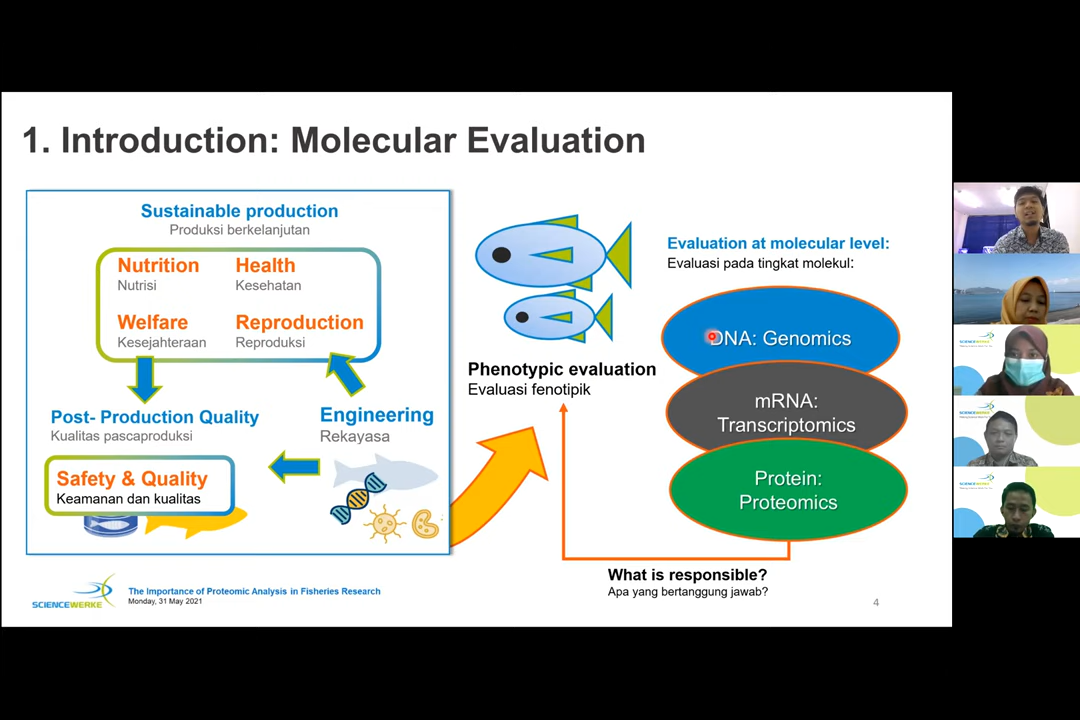 1. Introduction: Molecular Evaluation
Sustainable production
Produksi berkelanjutan
Nutrition
Nutrisi
Health
Kesehatan
Welfare
Kesejahteraan
Reproduction
Reproduksi
Post- Production Quality
Kualitas pascaproduksi
Engineering
Rekayasa
Safety & Quality
Keamanan dan kualitas
Phenotypic evaluation
Evaluasi fenotipik
Evaluation at molecular level:
Evaluasi pada tingkat molekul:
DNA: Genomics
mRNA:
Transcriptomics
Protein:
Proteomics
What is responsible?
Apa yang bertanggung jawab?
SCIENCEWERKE
The Importance of Proteomic Analysis in Fisheries Research
Monday, 31 May 2021
4